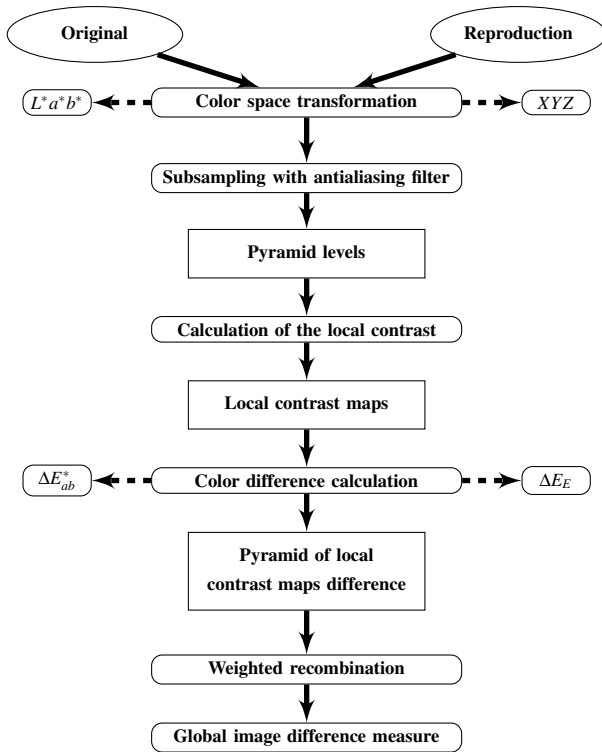 Original
Reproduction
L*a*b*
Color space transformation
XYZ
Subsampling with antialiasing filter
Pyramid levels
Calculation of the local contrast
Local contrast maps
ΔE*ab
Color difference calculation
ΔEE
Pyramid of local
contrast maps difference
Weighted recombination
Global image difference measure